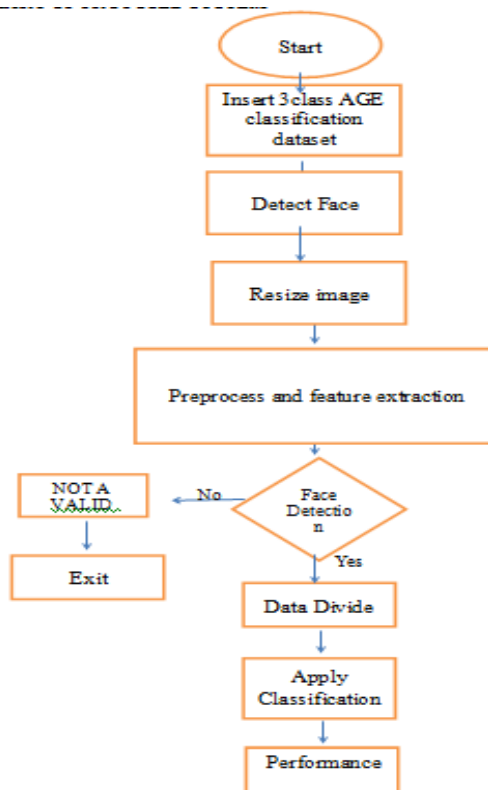 Start
Insert 3class AGE
classification
dataset
Detect Face
Resize image
Preprocess and feature extraction
Face
Detectio
n
No
NOT A
VALID
Exit
Yes
Data Divide
Apply
Classification
Performance